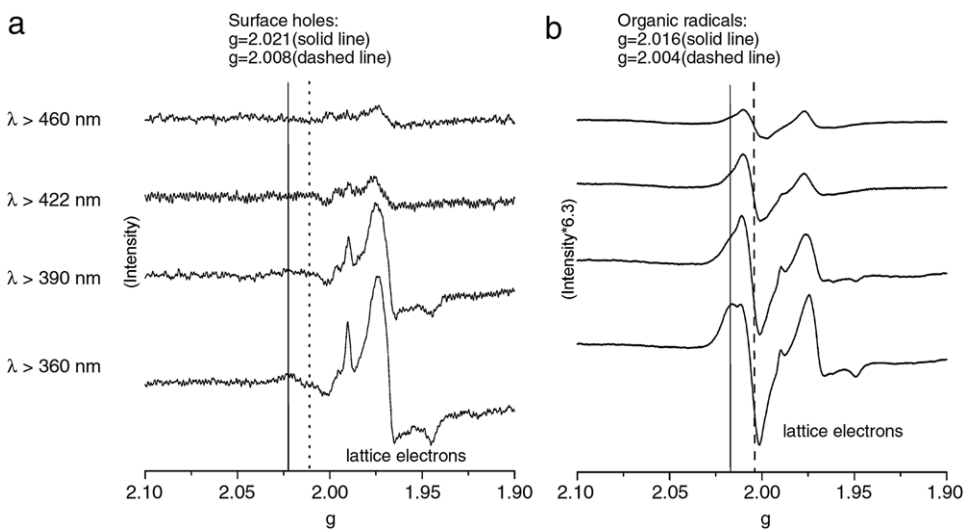 a
Surface holes:
g=2.021(solid line)
g=2.008(dashed line)
λ > 460 nm
λ > 422 nm
λ > 390 nm
λ > 360 nm
(Intensity)
lattice electrons
2.10 2.05 2.00 1.95 1.90
g
b
Organic radicals:
g=2.016(solid line)
g=2.004(dashed line)
(Intensity*6.3)
lattice electrons
2.10 2.05 2.00 1.95 1.90
g